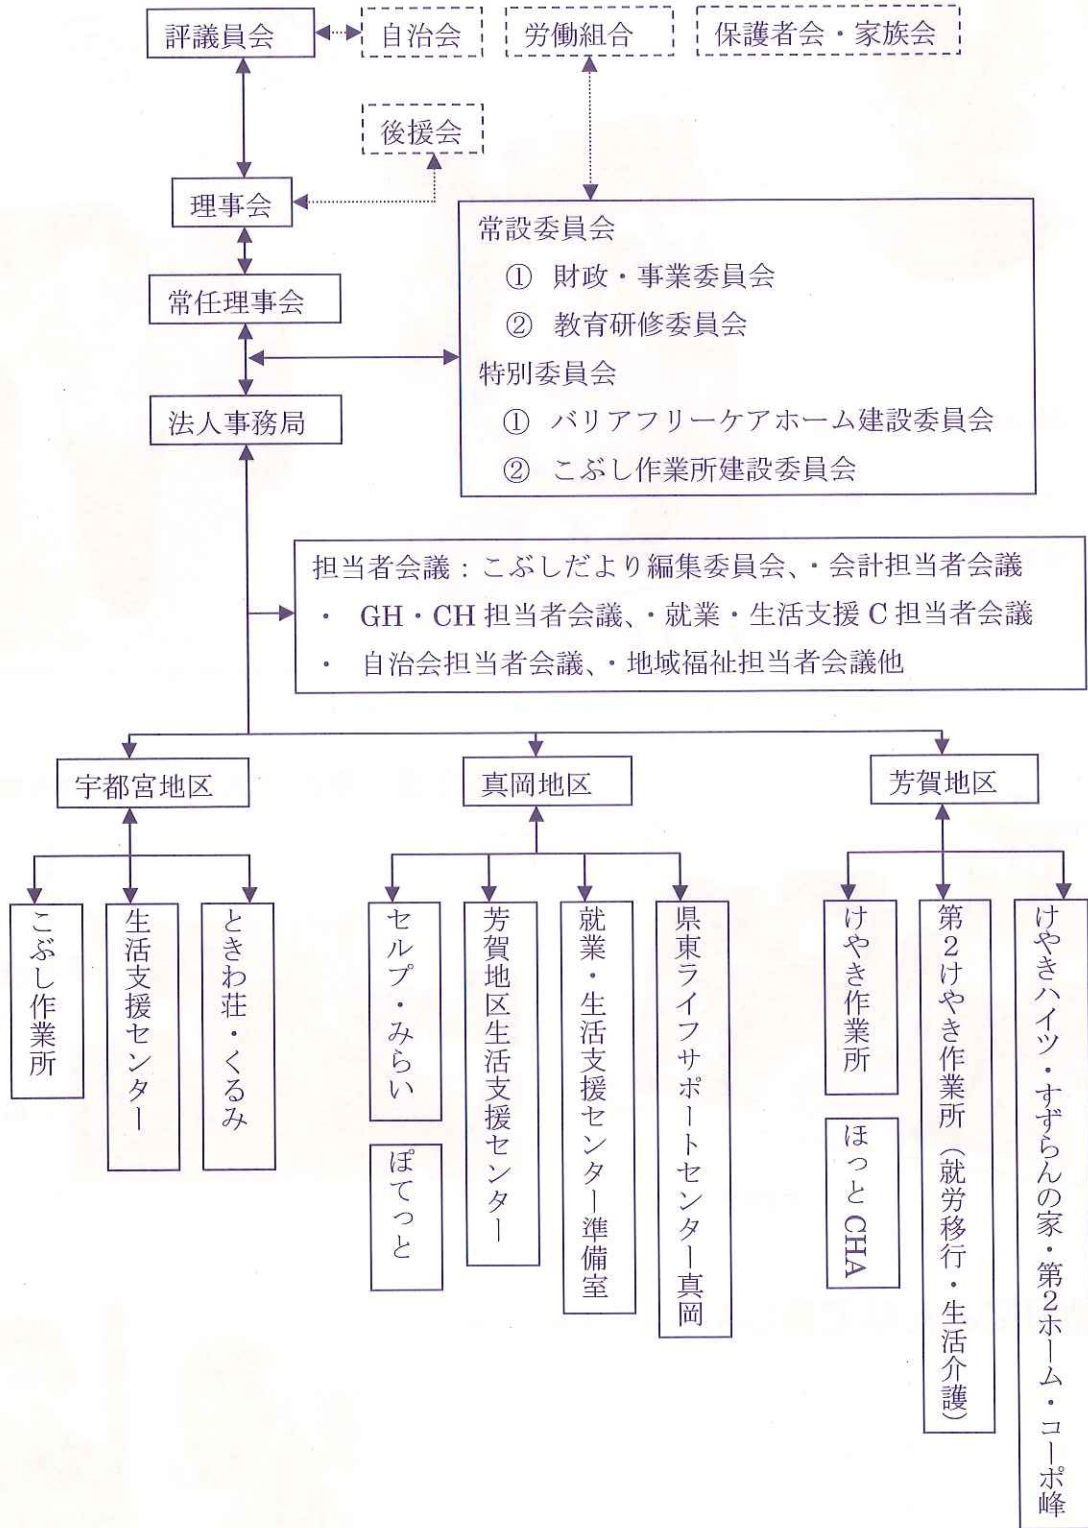 評議員会
自治会
労働組合
保護者会・家族会
後援会
理事会
常任理事会
法人事務局
常設委員会
① 財政・事業委員会
② 教育研修委員会
特別委員会
① バリアフリーケアホーム建設委員会
② こぶし作業所建設委員会
担当者会議：こぶしだより編集委員会、・会計担当者会議
・ GH・CH 担当者会議、・就業・生活支援 C 担当者会議
・ 自治会担当者会議、・地域福祉担当者会議他
宇都宮地区
真岡地区
芳賀地区
こぶし作業所
生活支援センター
ときわ荘・くるみ
セルプ・みらい
ぽてっと
芳賀地区生活支援センター
就業・生活支援センター準備室
県東ライフサポートセンター真岡
けやき作業所
ほっと CHA
第2けやき作業所（就労移行・生活介護）
けやきハイツ・すずらんの家・第2ホーム・コーポ峰